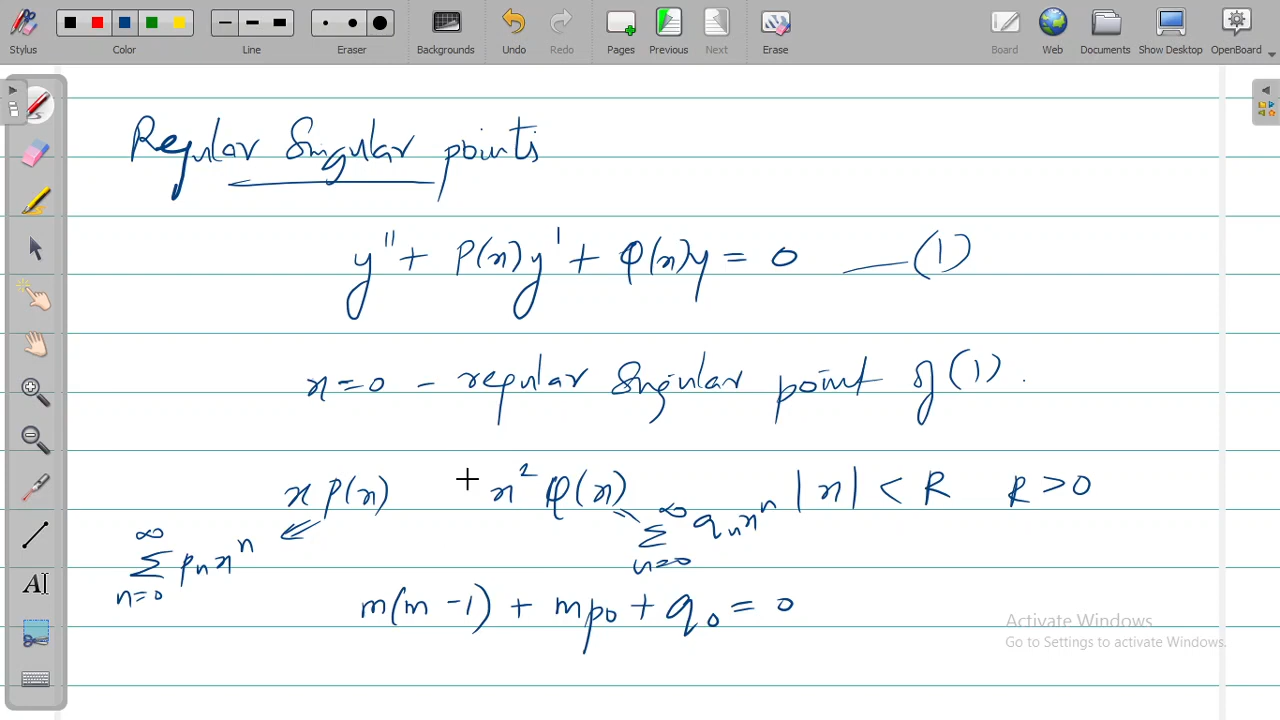 Stylus Color Line Eraser Backgrounds Undo Redo Pages Previous Next Erase Board Web Documents Show Desktop OpenBoard
Regular Singular points
y'' + P(x)y' + Q(x)y = 0 —(1)
x=0 - regular Singular point of (1).
x P(x) x² Q(x) |x| < R R>0
∑_{n=0}^{∞} pₙxⁿ ∑_{n=0}^{∞} qₙxⁿ
m(m-1) + mp₀ + q₀ = 0
Activate Windows
Go to Settings to activate Windows.